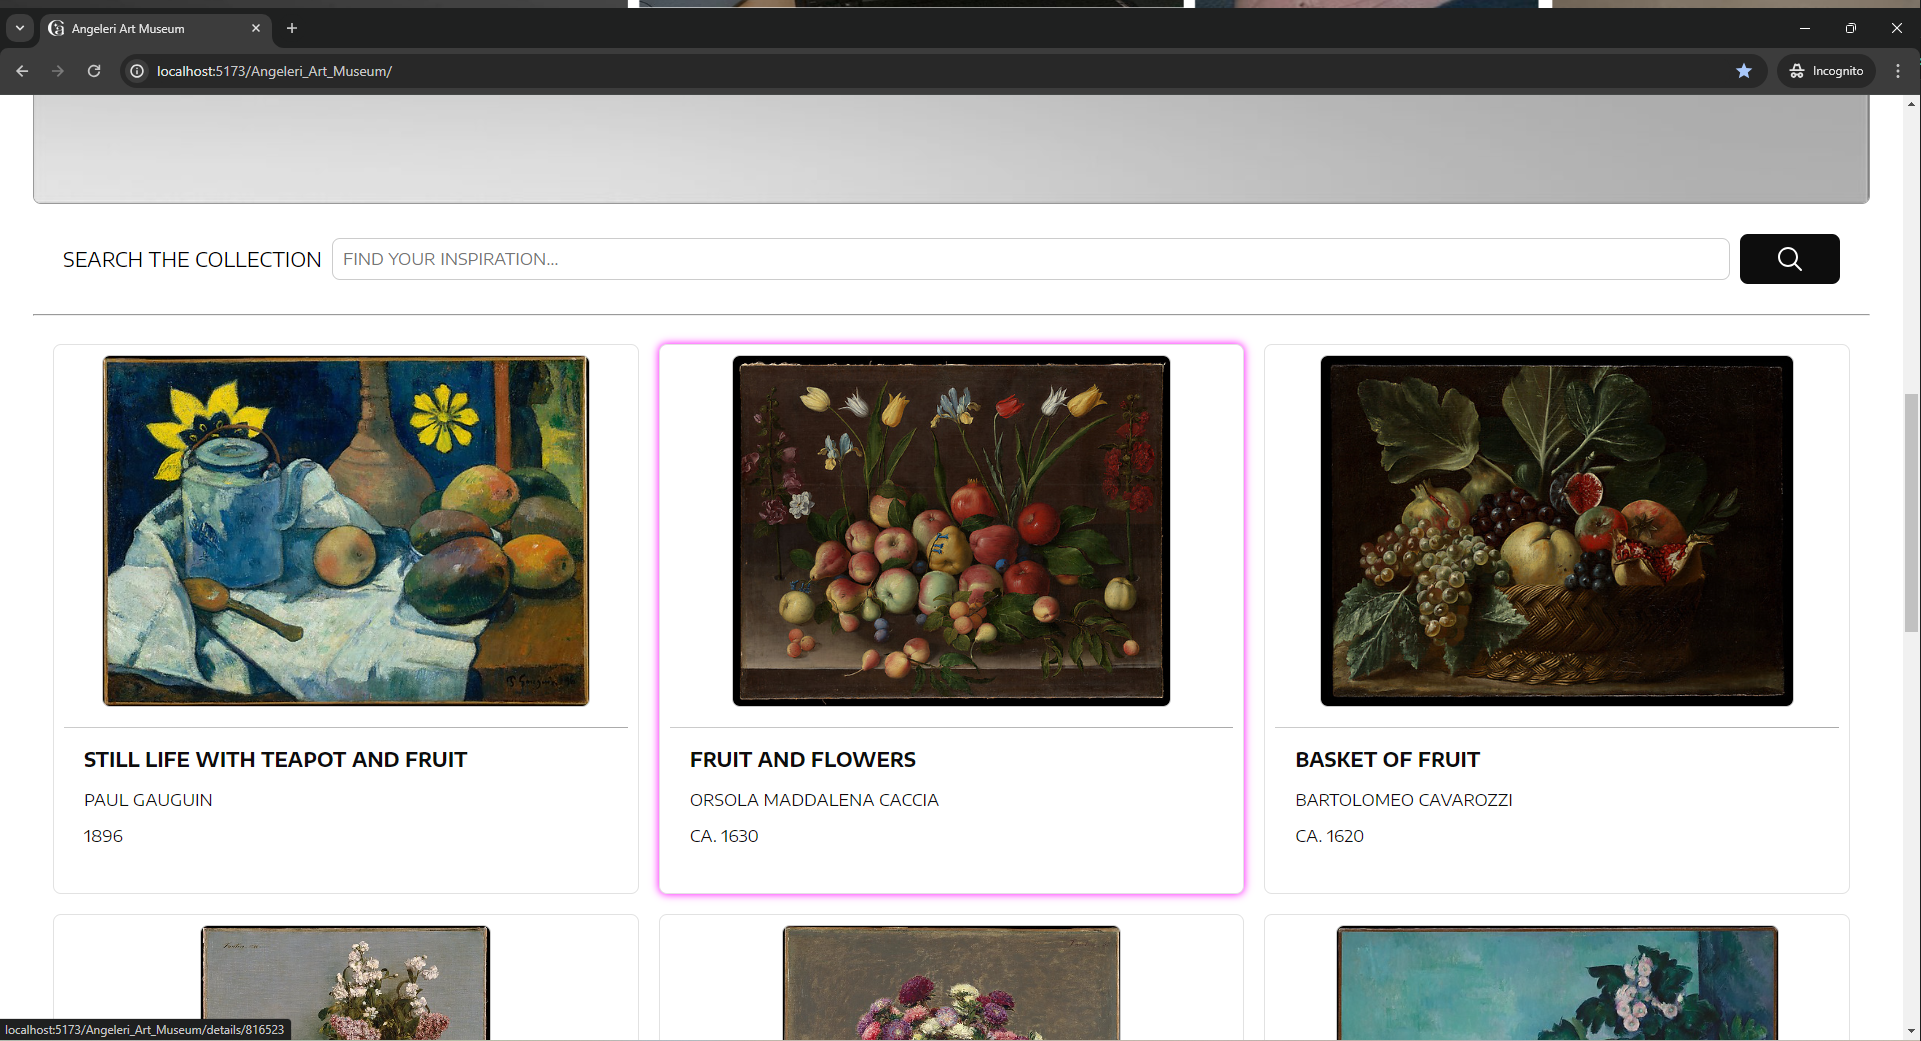 Angeleri Art Museum
localhost:5173/Angeleri_Art_Museum/
Incognito
SEARCH THE COLLECTION
FIND YOUR INSPIRATION...
STILL LIFE WITH TEAPOT AND FRUIT
PAUL GAUGUIN
1896
FRUIT AND FLOWERS
ORSOLA MADDALENA CACCIA
CA. 1630
BASKET OF FRUIT
BARTOLOMEO CAVAROZZI
CA. 1620
localhost:5173/Angeleri_Art_Museum/details/816523